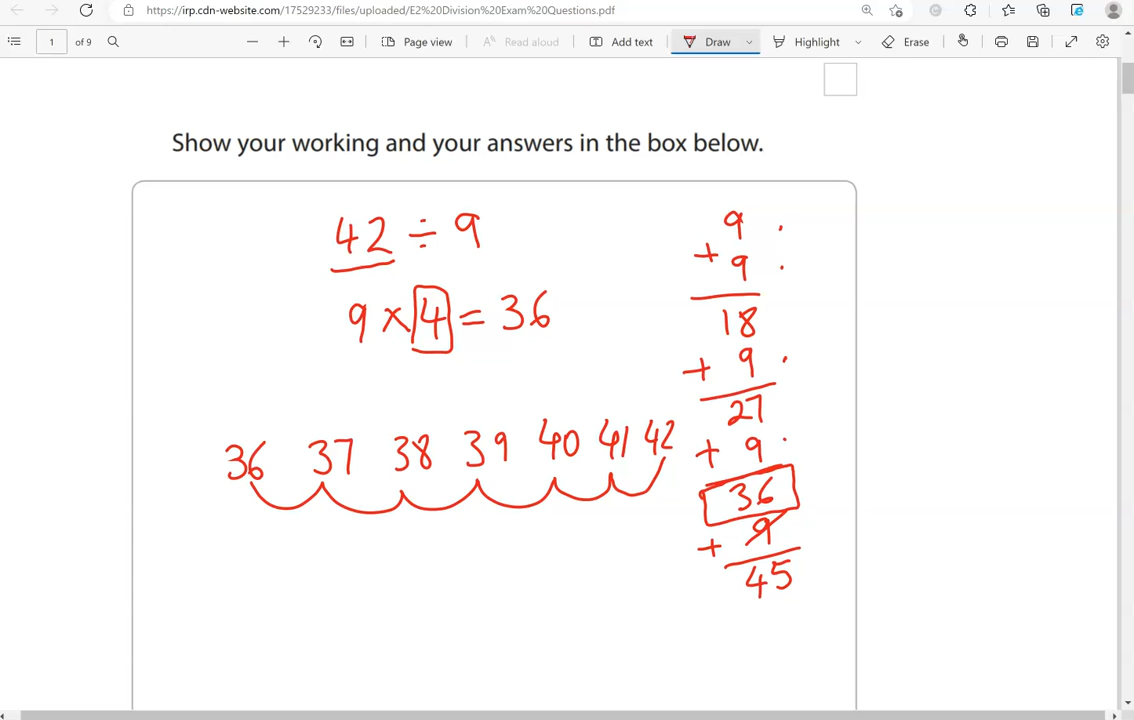 https://irp.cdn-website.com/17529233/files/uploaded/E2%20Division%20Exam%20Questions.pdf
1 of 9
Page view
Read aloud
Add text
Draw
Highlight
Erase
Show your working and your answers in the box below.
42 ÷ 9
9 × 4 = 36
36 37 38 39 40 41 42
9
+ 9
18
+ 9
27
+ 9
36
+ 9
45